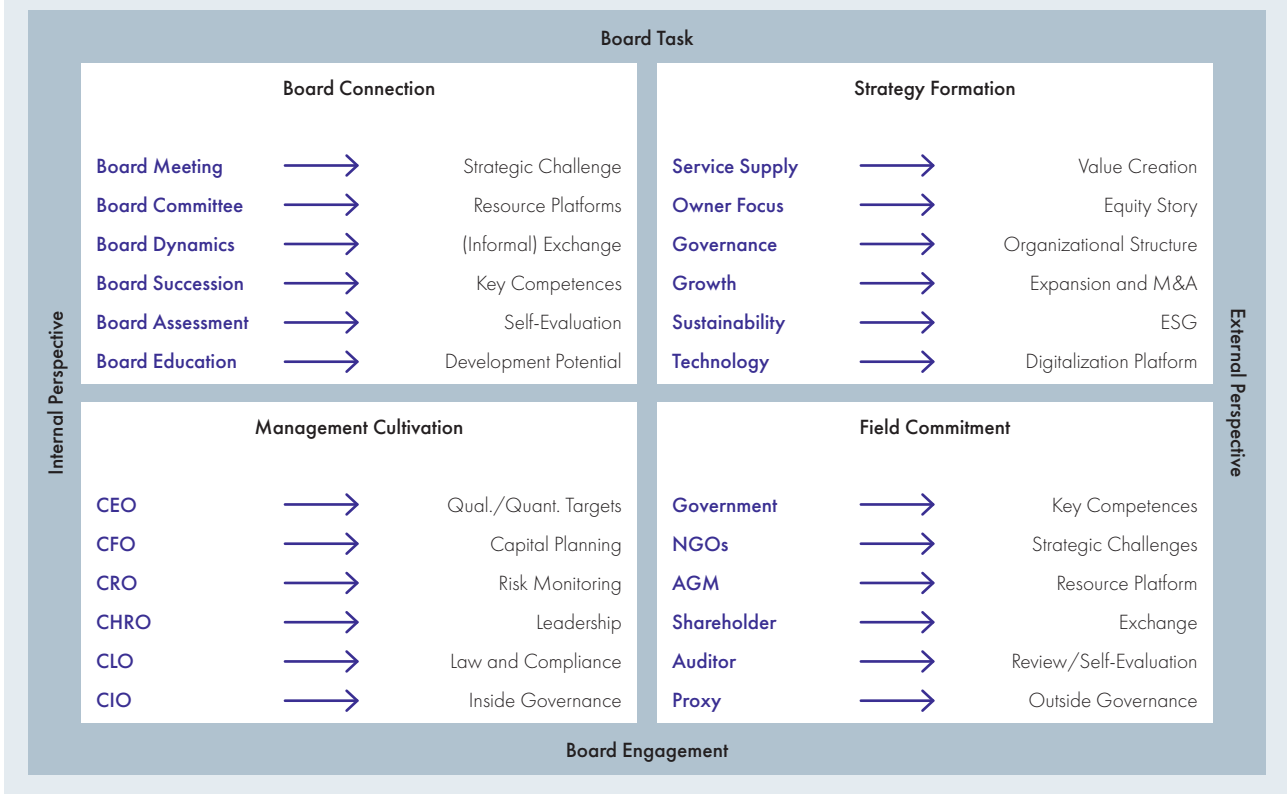 Board Task
Internal Perspective
Board Connection
Board Meeting Strategic Challenge
Board Committee Resource Platforms
Board Dynamics (Informal) Exchange
Board Succession Key Competences
Board Assessment Self-Evaluation
Board Education Development Potential
Strategy Formation
Service Supply Value Creation
Owner Focus Equity Story
Governance Organizational Structure
Growth Expansion and M&A
Sustainability ESG
Technology Digitalization Platform
Management Cultivation
CEO Qual./Quant. Targets
CFO Capital Planning
CRO Risk Monitoring
CHRO Leadership
CLO Law and Compliance
CIO Inside Governance
Field Commitment
Government Key Competences
NGOs Strategic Challenges
AGM Resource Platform
Shareholder Exchange
Auditor Review/Self-Evaluation
Proxy Outside Governance
External Perspective
Board Engagement